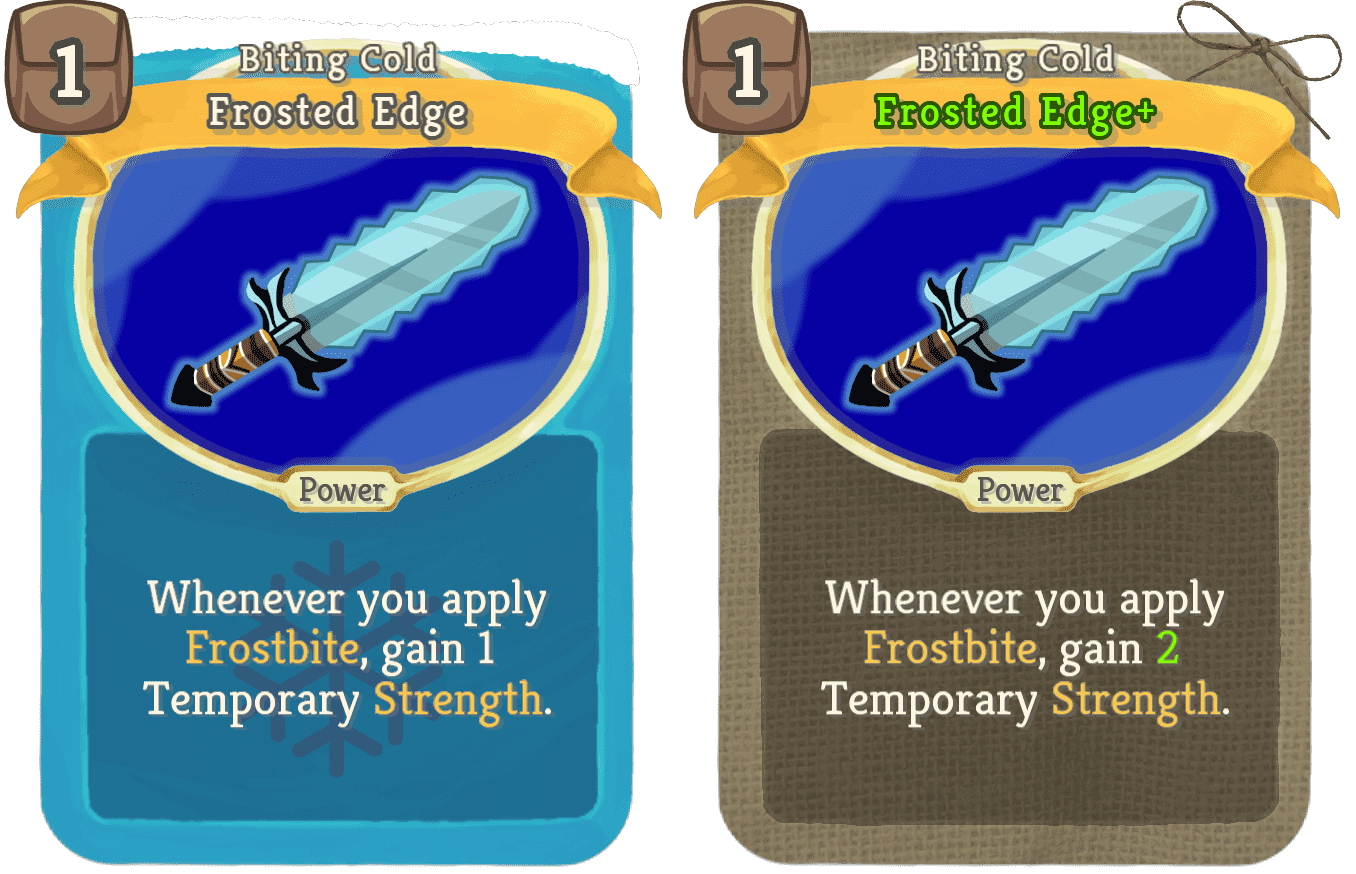 1
Biting Cold
Frosted Edge
Power
Whenever you apply
Frostbite, gain 1
Temporary Strength.
1
Biting Cold
Frosted Edge+
Power
Whenever you apply
Frostbite, gain 2
Temporary Strength.